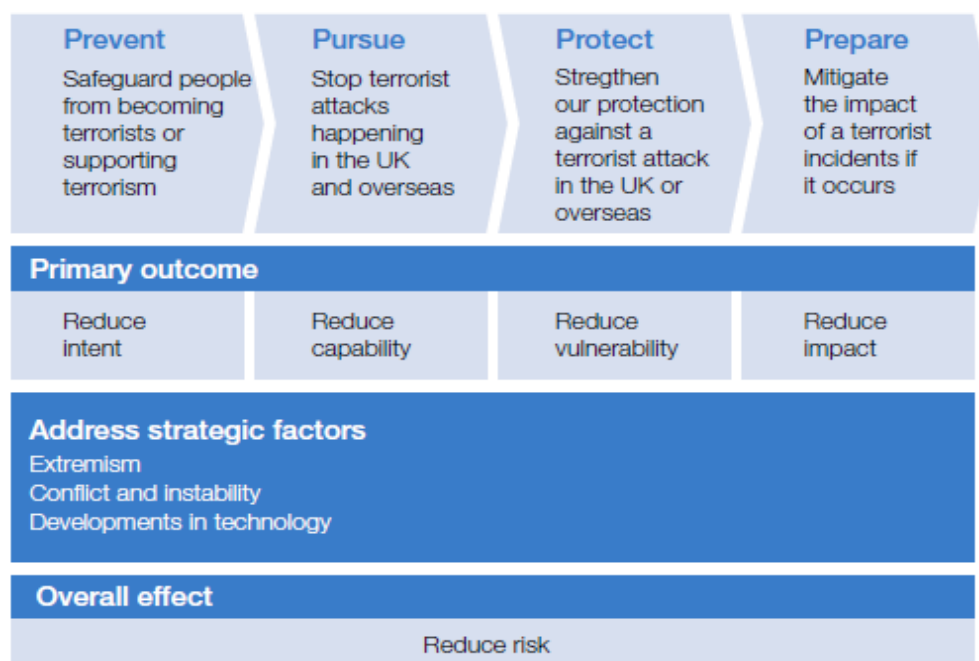 Prevent
Safeguard people
from becoming
terrorists or
supporting
terrorism
Pursue
Stop terrorist
attacks
happening
in the UK
and overseas
Protect
Stregthen
our protection
against a
terrorist attack
in the UK or
overseas
Prepare
Mitigate
the impact
of a terrorist
incidents if
it occurs
Primary outcome
Reduce
intent
Reduce
capability
Reduce
vulnerability
Reduce
impact
Address strategic factors
Extremism
Conflict and instability
Developments in technology
Overall effect
Reduce risk